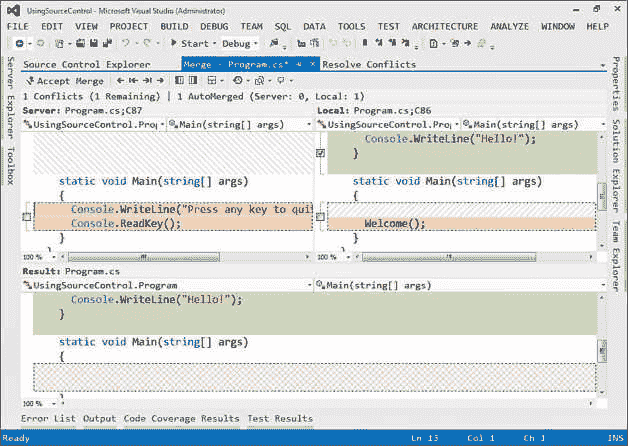 UsingSourceControl - Microsoft Visual Studio (Administrator)
FILE EDIT VIEW PROJECT BUILD DEBUG TEAM SQL DATA TOOLS TEST ARCHITECTURE ANALYZE WINDOW HELP
Start Debug
Source Control Explorer Merge - Program.cs* Resolve Conflicts
Accept Merge
1 Conflicts (1 Remaining) | 1 AutoMerged (Server: 0, Local: 1)
Server: Program.cs;C87
UsingSourceControl.Pro Main(string[] args)
static void Main(string[] args)
{
Console.WriteLine("Press any key to qui
Console.ReadKey();
}
100 %
Local: Program.cs;C86
UsingSourceControl.Pro Main(string[] args)
Console.WriteLine("Hello!");
}
static void Main(string[] args)
{
Welcome();
}
100 %
Result: Program.cs
UsingSourceControl.Program Main(string[] args)
Console.WriteLine("Hello!");
}
static void Main(string[] args)
{
100 %
Server Explorer
Toolbox
Properties
Solution Explorer
Team Explorer
Error List Output Code Coverage Results Test Results
Ready Ln 13 Col 1 Ch 1 INS